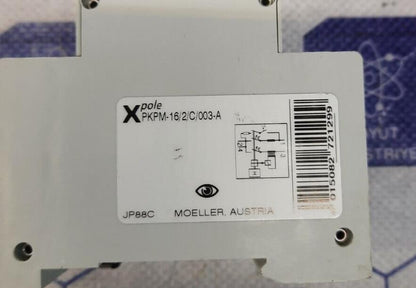 Xpole
PKPM-16/2/C/003-A
015082 721299
JP88C MOELLER, AUSTRIA